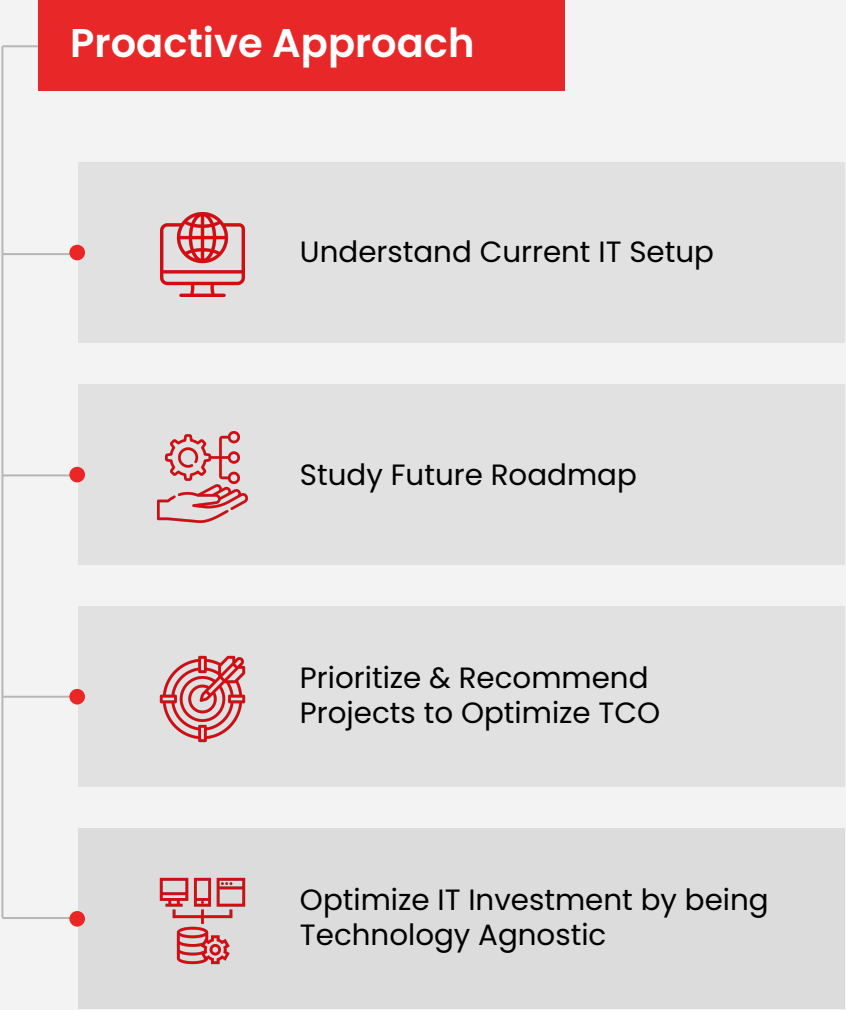 Proactive Approach
Understand Current IT Setup
Study Future Roadmap
Prioritize & Recommend
Projects to Optimize TCO
Optimize IT Investment by being
Technology Agnostic